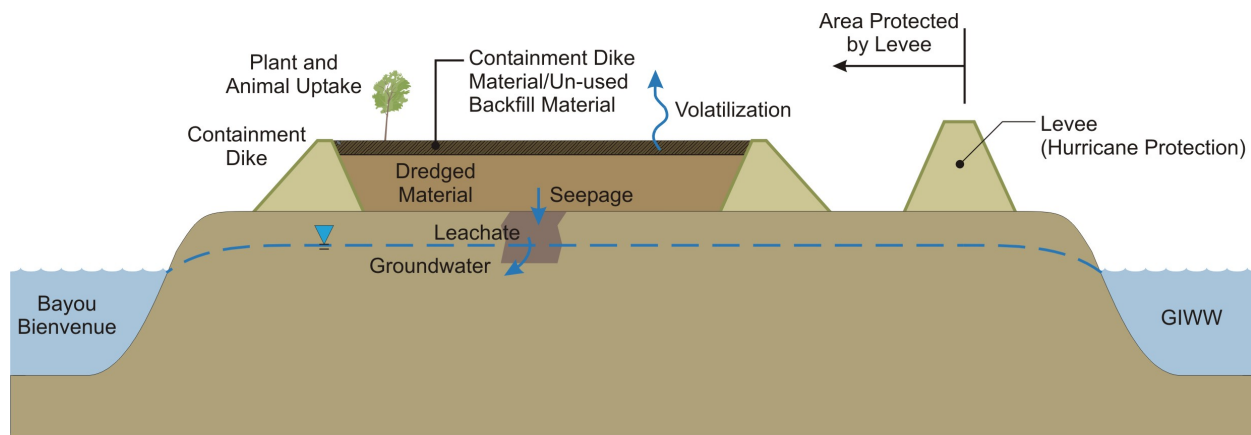 Area Protected
by Levee
Plant and
Animal Uptake
Containment Dike
Material/Un-used
Backfill Material
Volatilization
Containment
Dike
Levee
(Hurricane Protection)
Dredged
Material
Seepage
Leachate
Groundwater
Bayou
Bienvenue
GIWW